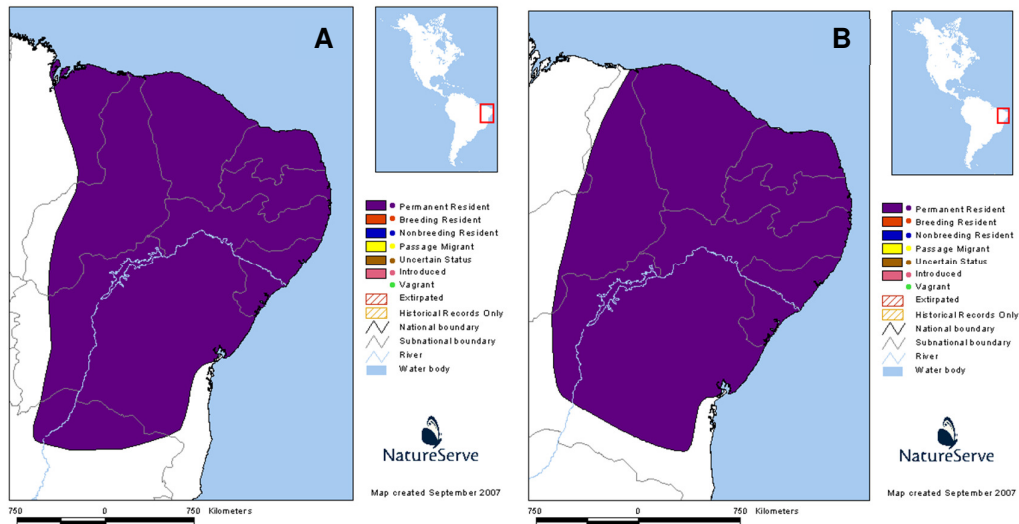 A
Permanent Resident
Breeding Resident
Nonbreeding Resident
Passage Migrant
Uncertain Status
Introduced
Vagrant
Extirpated
Historical Records Only
National boundary
Subnational boundary
River
Water body
NatureServe
Map created September 2007
750 0 750 Kilometers
B
Permanent Resident
Breeding Resident
Nonbreeding Resident
Passage Migrant
Uncertain Status
Introduced
Vagrant
Extirpated
Historical Records Only
National boundary
Subnational boundary
River
Water body
NatureServe
Map created September 2007
750 0 750 Kilometers